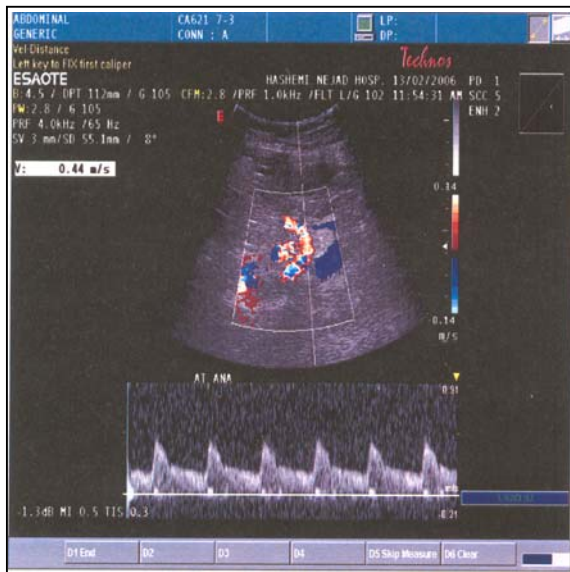 ABDOMINAL CA621 7-3 LP:
GENERIC CONN : A DP:
Vel-Distance
Left key to FIX first caliper
Technos
ESAOTE HASHEMI NEJAD HOSP. 13/02/2006 PD 1
B:4.5 / DPT 112mm / G 105 CFM:2.8 /PRF 1.0kHz /FLT L/G 102 11:54:31 AM SCC 5
PW:2.8 / G 105 ENH 2
PRF 4.0kHz /65 Hz
SV 3 mm/SD 55.1mm / 8°
E
V: 0.44 m/s
0.14
0.14
m/s
AT ANA
0.91
-1.3dB MI 0.5 TIS 0.3
-0.21
D1 End D2 D3 D4 D5 Skip Measure D6 Clear